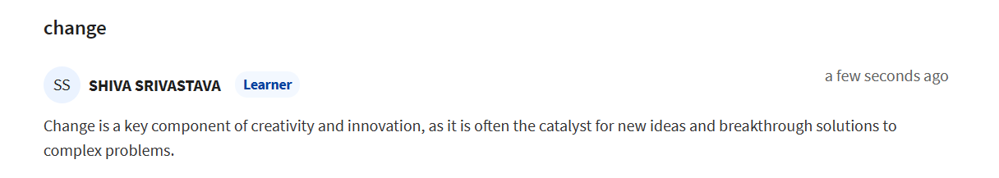 change
SS SHIVA SRIVASTAVA Learner a few seconds ago
Change is a key component of creativity and innovation, as it is often the catalyst for new ideas and breakthrough solutions to
complex problems.